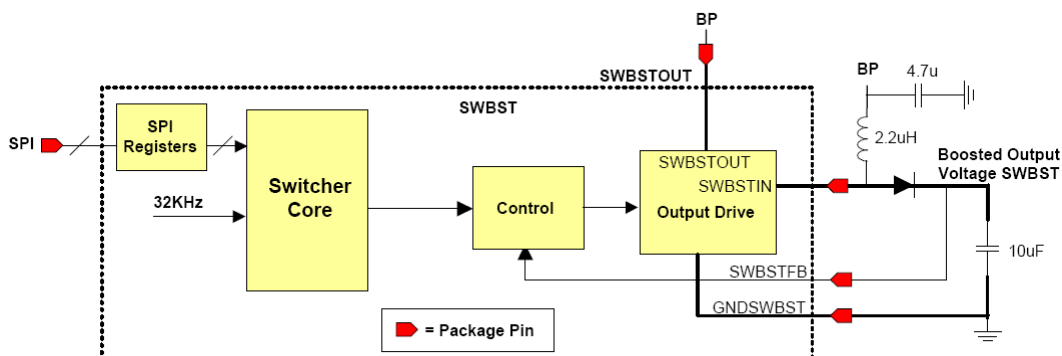 BP
SWBSTOUT
SWBST
BP
4.7u
SPI
SPI
Registers
2.2uH
Boosted Output
Voltage SWBST
SWBSTOUT
SWBSTIN
Switcher
Core
Control
Output Drive
32KHz
10uF
SWBSTFB
GNDSWBST
= Package Pin